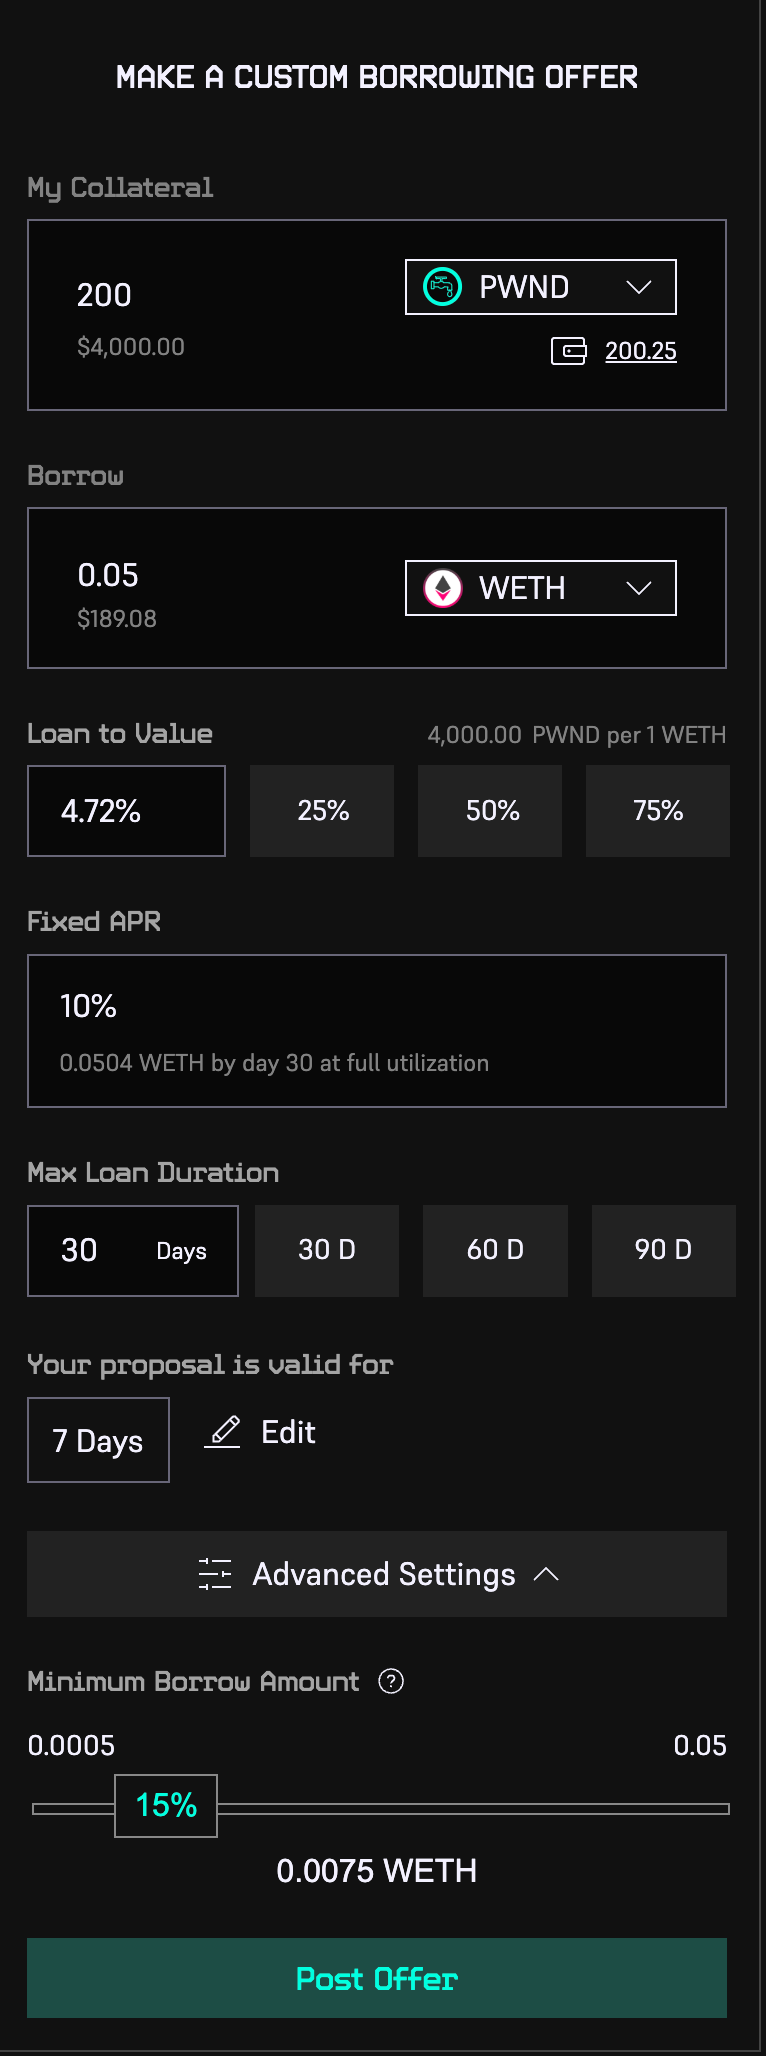 MAKE A CUSTOM BORROWING OFFER
My Collateral
200
PWND
$4,000.00
200.25
Borrow
0.05
WETH
$189.08
Loan to Value
4,000.00 PWND per 1 WETH
4.72%
25%
50%
75%
Fixed APR
10%
0.0504 WETH by day 30 at full utilization
Max Loan Duration
30 Days
30 D
60 D
90 D
Your proposal is valid for
7 Days
Edit
Advanced Settings
Minimum Borrow Amount ?
0.0005
0.05
15%
0.0075 WETH
Post Offer